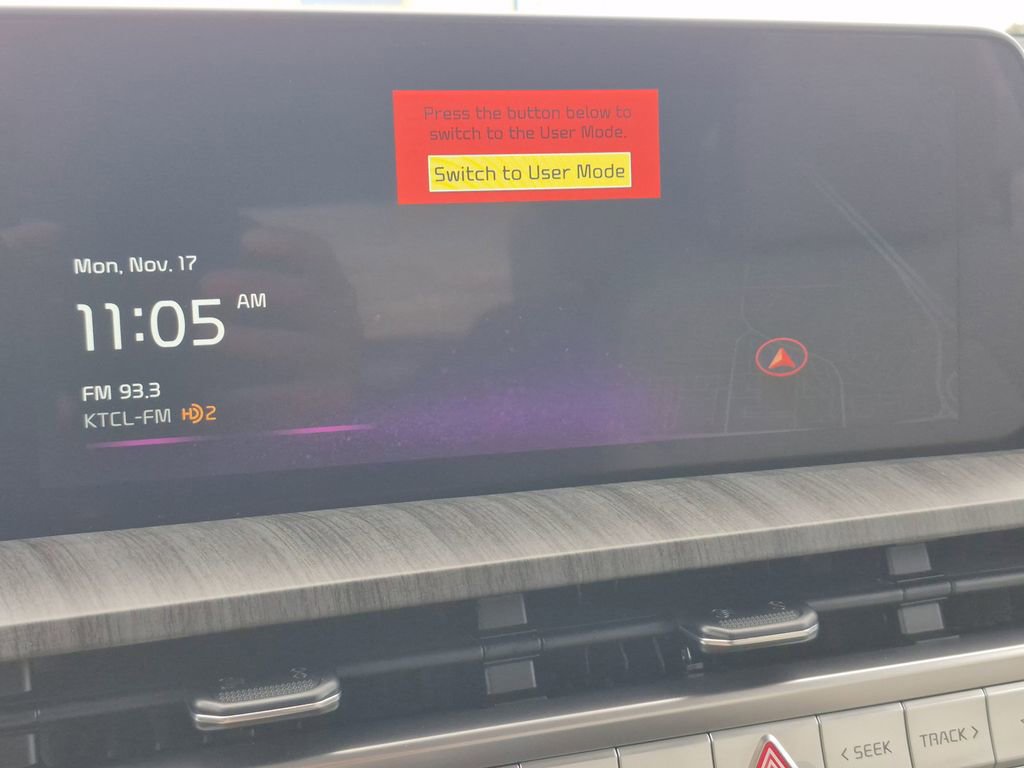 Press the button below to
switch to the User Mode.
Switch to User Mode
Mon, Nov. 17
11:05 AM
FM 93.3
KTCL-FM HD2
< SEEK
TRACK >